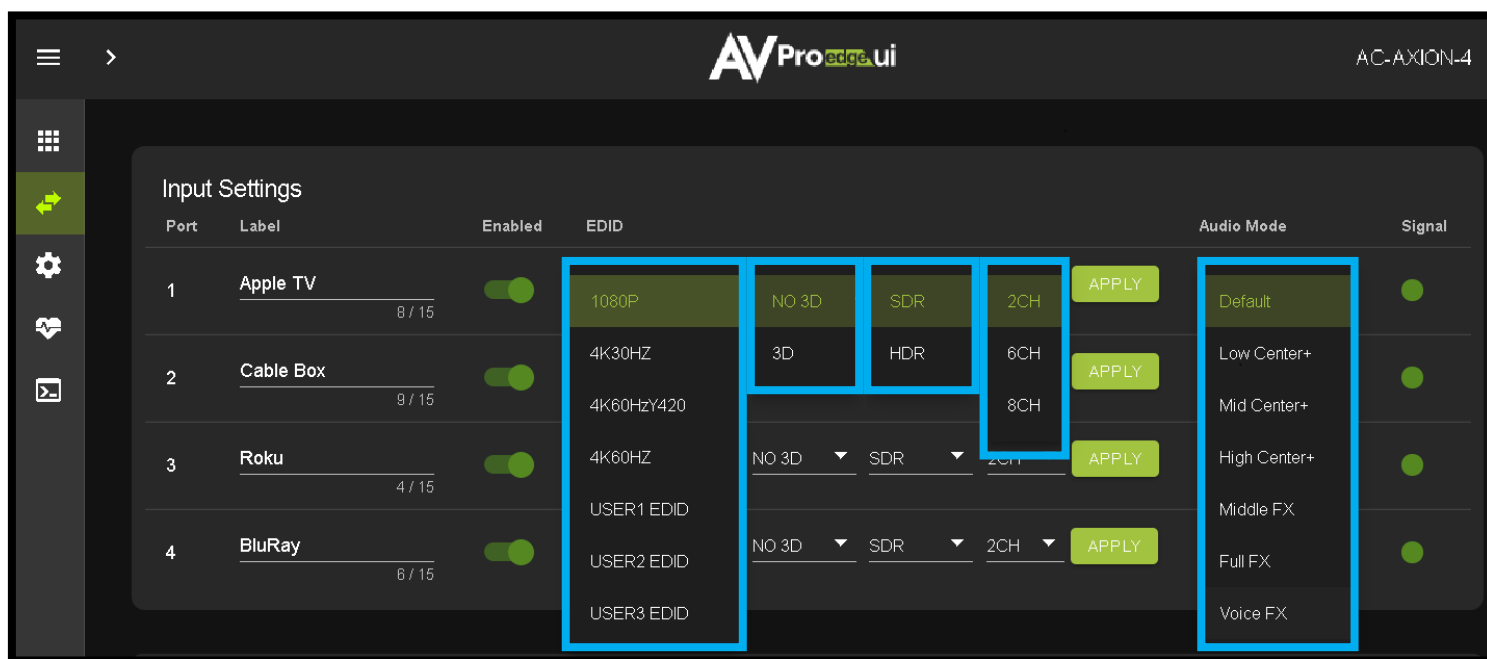 AVPro edge.ui
AC-AXION-4
Input Settings
Port Label Enabled EDID Audio Mode Signal
1 Apple TV 1080P NO 3D SDR 2CH APPLY Default
8 / 15
4K30HZ 3D HDR 6CH Low Center+
2 Cable Box APPLY
9 / 15
4K60HzY420 8CH Mid Center+
3 Roku 4K60HZ NO 3D SDR 2CH APPLY High Center+
4 / 15
USER1 EDID Middle FX
4 BluRay NO 3D SDR 2CH APPLY
6 / 15
USER2 EDID Full FX
USER3 EDID Voice FX